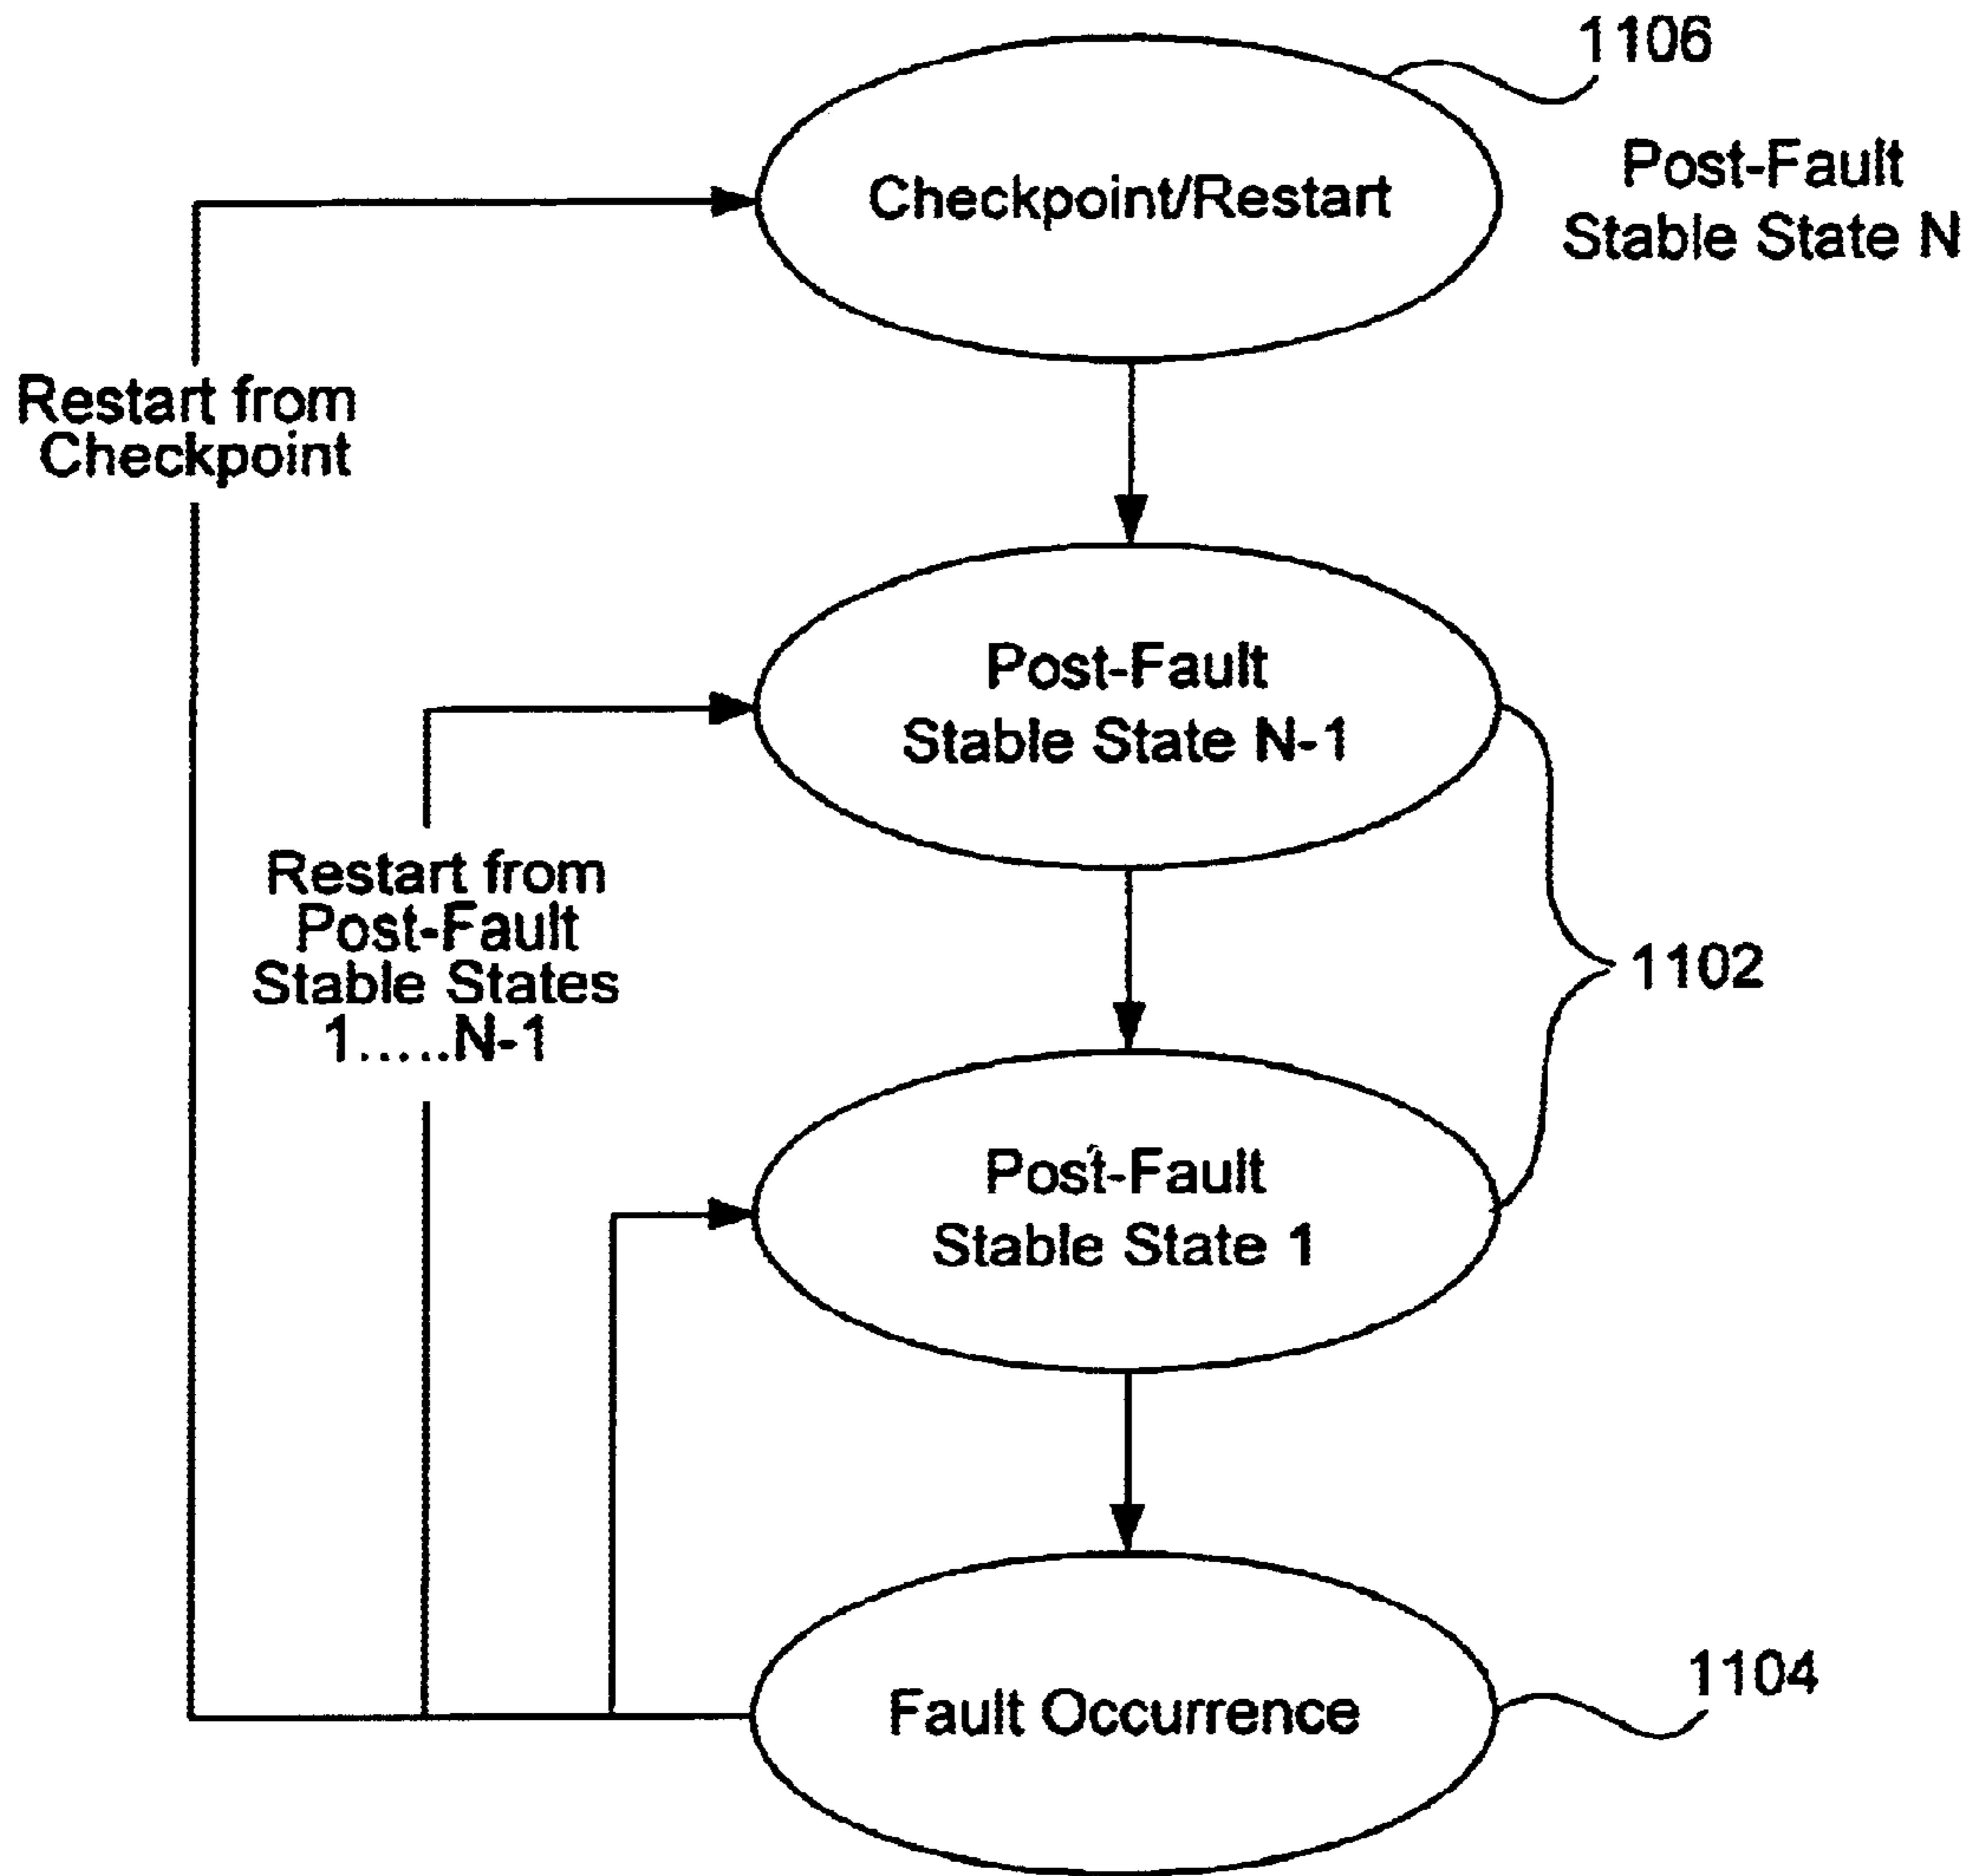 1106
Post-Fault
Stable State N
Checkpoint/Restart
Restart from
Checkpoint
Post-Fault
Stable State N-1
Restart from
Post-Fault
Stable States
1.....N-1
1102
Post-Fault
Stable State 1
1104
Fault Occurrence